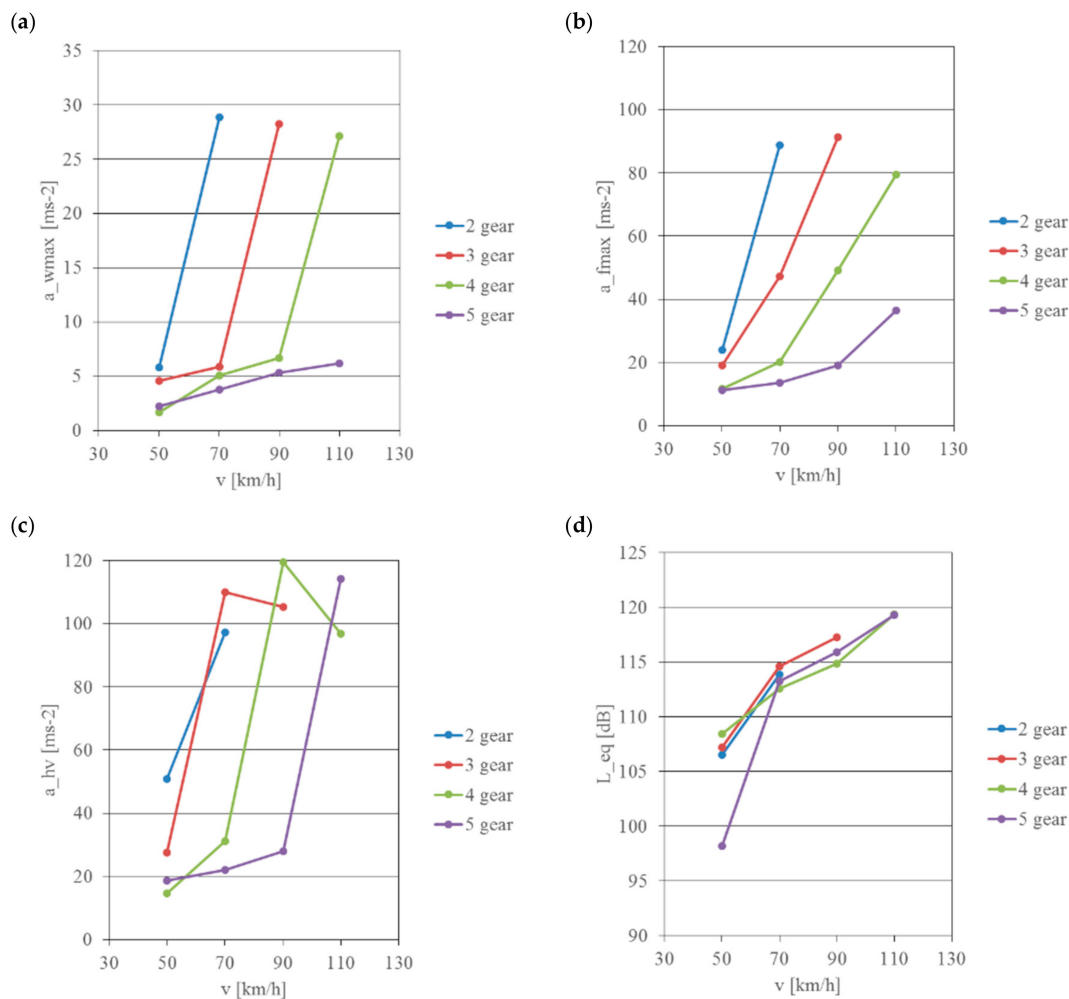 (a)
35
30
25
20
15
10
5
0
a_wmax [ms-2]
30 50 70 90 110 130
v [km/h]
2 gear
3 gear
4 gear
5 gear
(b)
120
100
80
60
40
20
0
a_fmax [ms-2]
30 50 70 90 110 130
v [km/h]
2 gear
3 gear
4 gear
5 gear
(c)
120
100
80
60
40
20
0
a_hv [ms-2]
30 50 70 90 110 130
v [km/h]
2 gear
3 gear
4 gear
5 gear
(d)
125
120
115
110
105
100
95
90
L_eq [dB]
30 50 70 90 110 130
v [km/h]
2 gear
3 gear
4 gear
5 gear